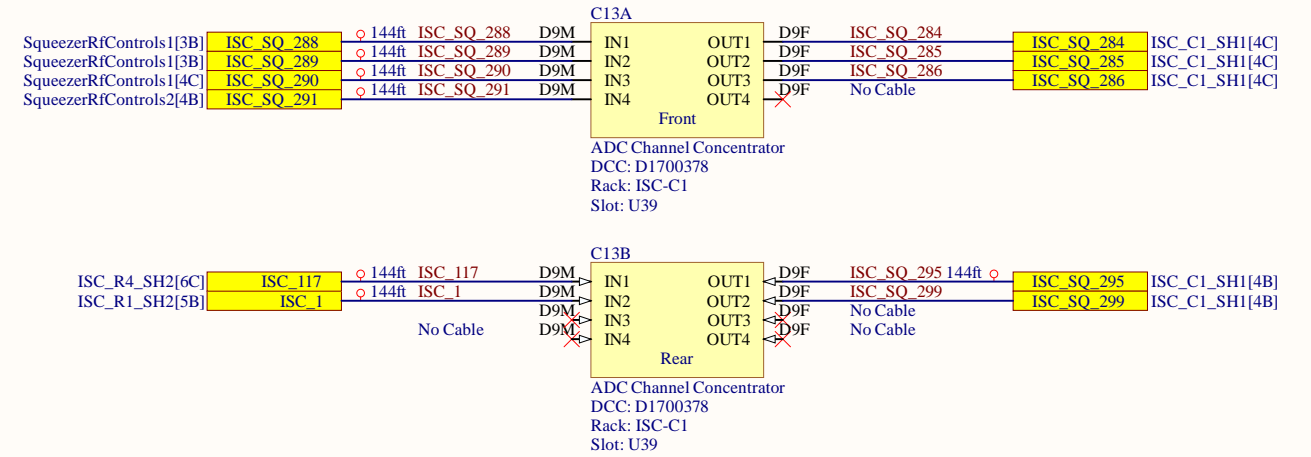 C13A
SqueezerRfControls1[3B] ISC_SQ_288 144ft ISC_SQ_288 D9M IN1 OUT1 D9F ISC_SQ_284 ISC_SQ_284 ISC_C1_SH1[4C]
SqueezerRfControls1[3B] ISC_SQ_289 144ft ISC_SQ_289 D9M IN2 OUT2 D9F ISC_SQ_285 ISC_SQ_285 ISC_C1_SH1[4C]
SqueezerRfControls1[4C] ISC_SQ_290 144ft ISC_SQ_290 D9M IN3 OUT3 D9F ISC_SQ_286 ISC_SQ_286 ISC_C1_SH1[4C]
SqueezerRfControls2[4B] ISC_SQ_291 144ft ISC_SQ_291 D9M IN4 OUT4 D9F No Cable
Front
ADC Channel Concentrator
DCC: D1700378
Rack: ISC-C1
Slot: U39
C13B
ISC_R4_SH2[6C] ISC_117 144ft ISC_117 D9M IN1 OUT1 D9F ISC_SQ_295 144ft ISC_SQ_295 ISC_C1_SH1[4B]
ISC_R1_SH2[5B] ISC_1 144ft ISC_1 D9M IN2 OUT2 D9F ISC_SQ_299 ISC_SQ_299 ISC_C1_SH1[4B]
D9M IN3 OUT3 D9F No Cable
No Cable D9M IN4 OUT4 D9F No Cable
Rear
ADC Channel Concentrator
DCC: D1700378
Rack: ISC-C1
Slot: U39